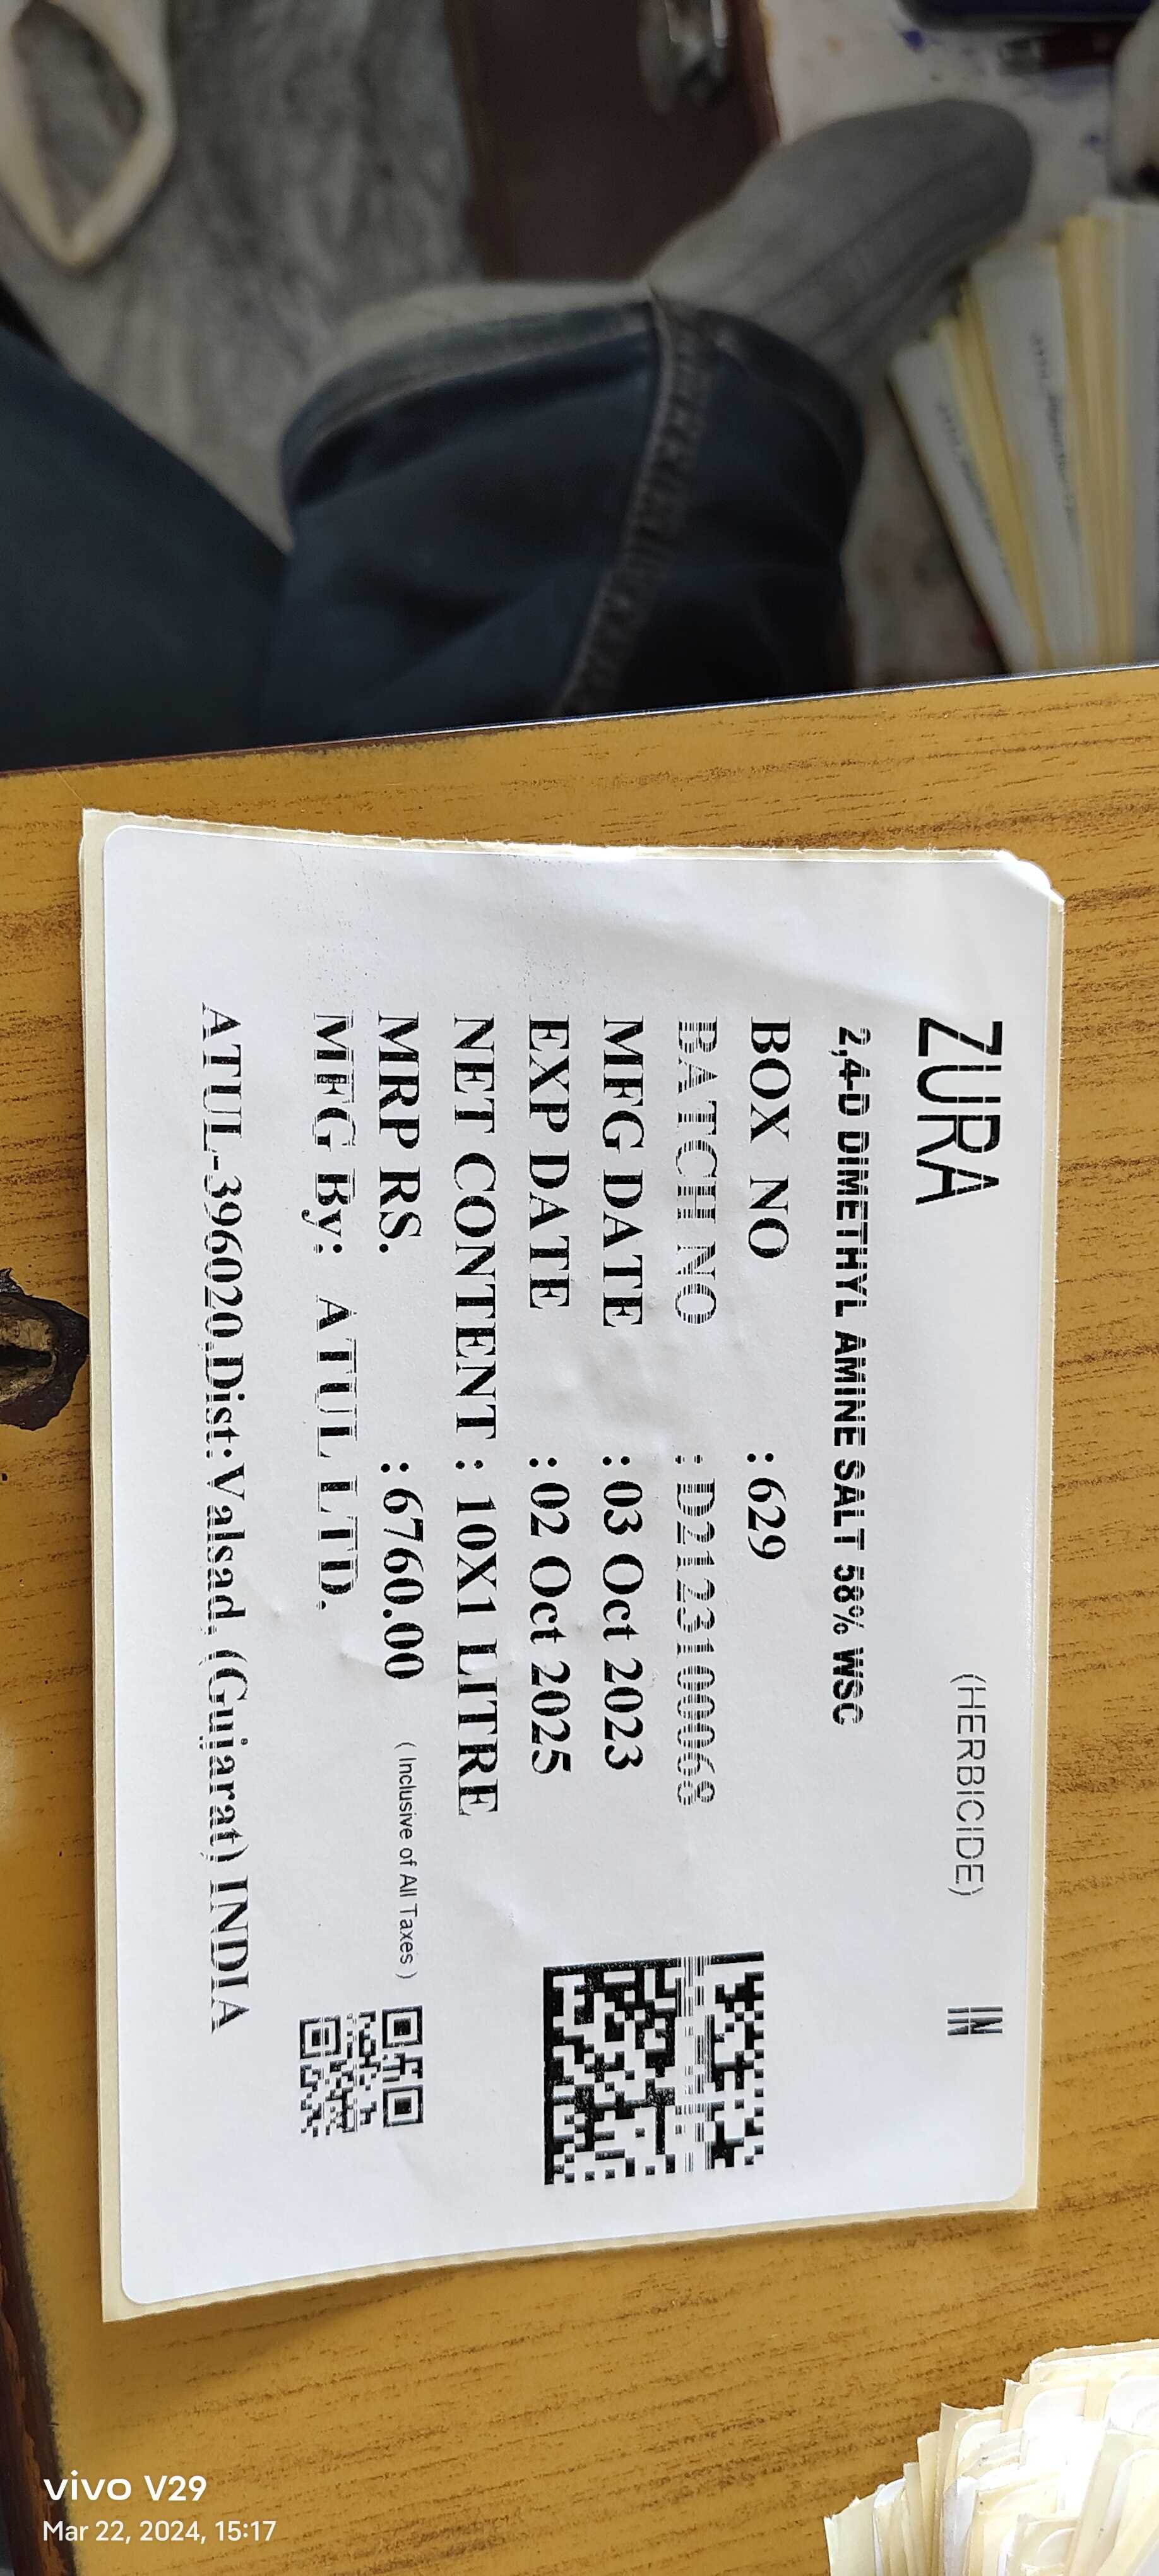 ZURA (HERBICIDE) IN
2,4-D DIMETHYL AMINE SALT 58% WSC
BOX NO :629
BATCH NO :D212310006８
MFG DATE :03 Oct 2023
EXP DATE :02 Oct 2025
NET CONTENT : 10X1 LITRE
MRP RS. :6760.00 ( Inclusive of All Taxes )
MFG By: ATUL LTD.
ATUL-396020,Dist:Valsad, (Gujarat) INDIA
vivo V29
Mar 22, 2024, 15:17